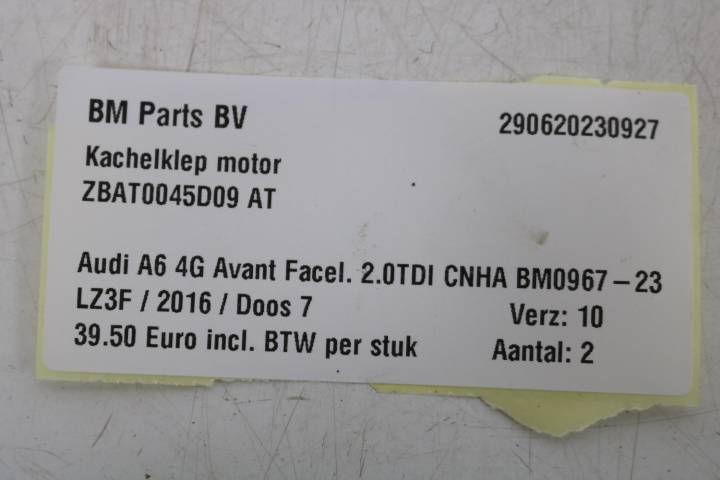 BM Parts BV 290620230927
Kachelklep motor
ZBAT0045D09 AT
Audi A6 4G Avant Facel. 2.0TDI CNHA BM0967-23
LZ3F / 2016 / Doos 7 Verz: 10
39.50 Euro incl. BTW per stuk Aantal: 2